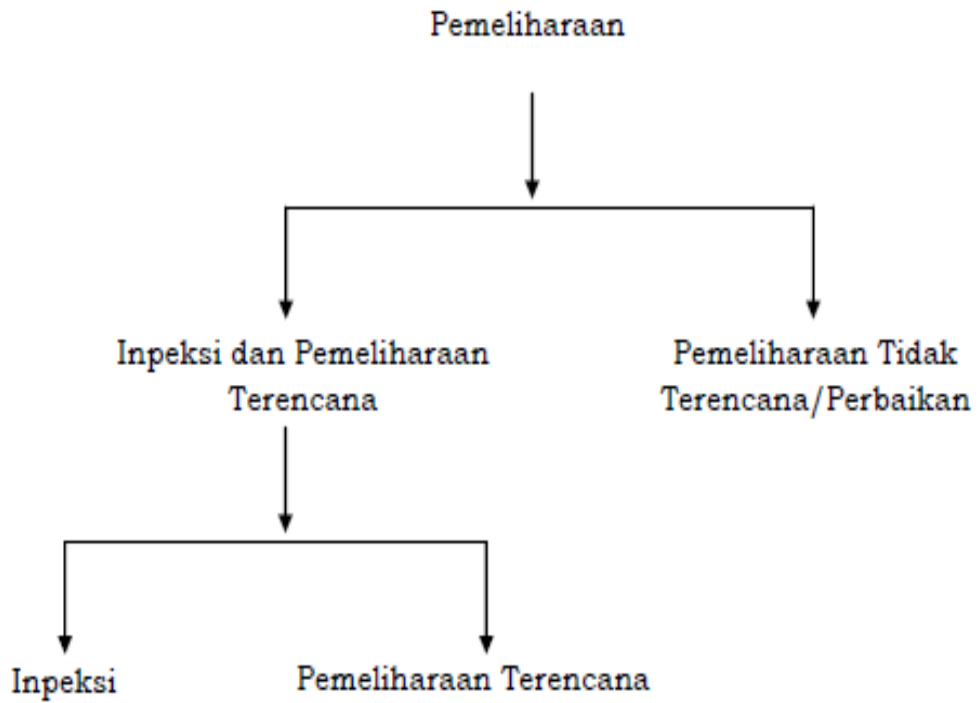 Pemeliharaan
Inpeksi dan Pemeliharaan
Terencana
Pemeliharaan Tidak
Terencana/Perbaikan
Inpeksi
Pemeliharaan Terencana